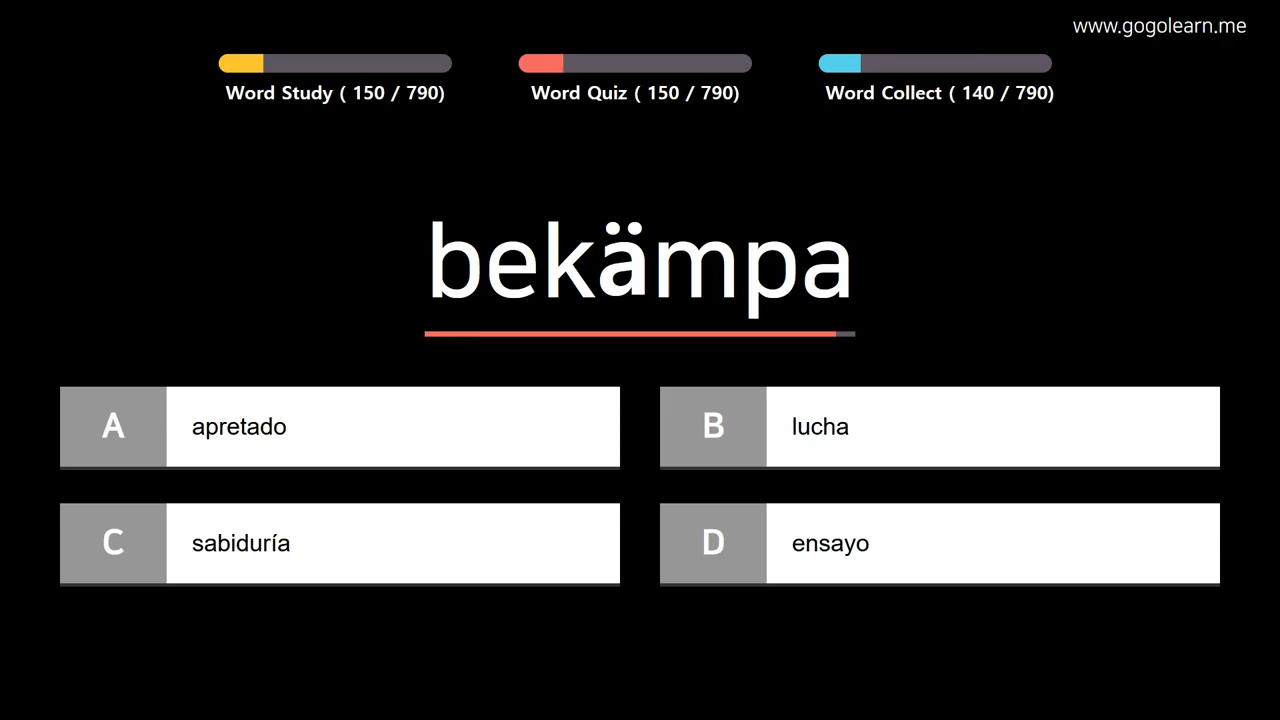 www.gogolearn.me
Word Study ( 150 / 790)
Word Quiz ( 150 / 790)
Word Collect ( 140 / 790)
bekämpa
A apretado
B lucha
C sabiduría
D ensayo